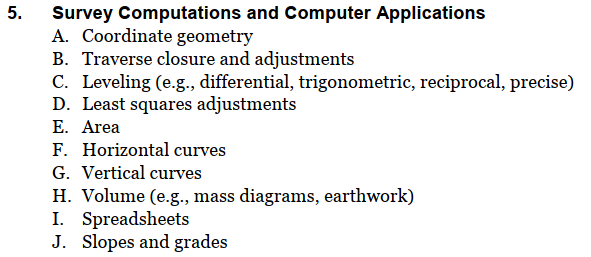 5. Survey Computations and Computer Applications
A. Coordinate geometry
B. Traverse closure and adjustments
C. Leveling (e.g., differential, trigonometric, reciprocal, precise)
D. Least squares adjustments
E. Area
F. Horizontal curves
G. Vertical curves
H. Volume (e.g., mass diagrams, earthwork)
I. Spreadsheets
J. Slopes and grades